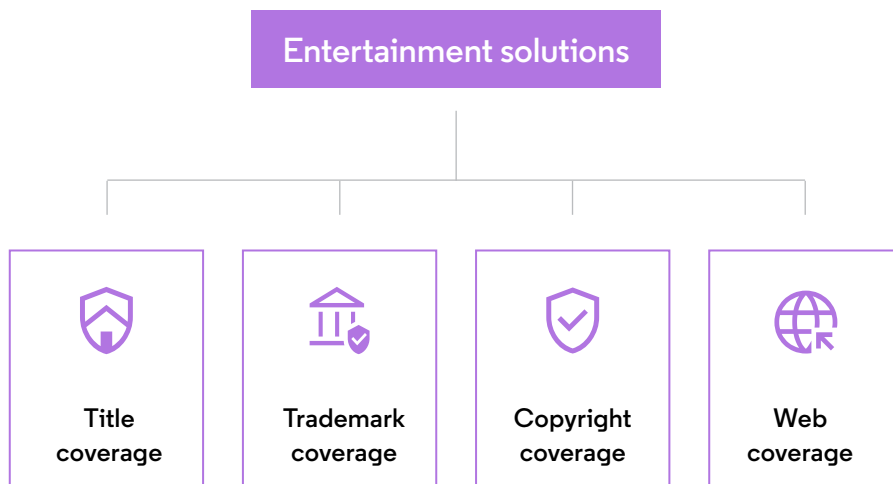 Entertainment solutions
Title
coverage
Trademark
coverage
Copyright
coverage
Web
coverage